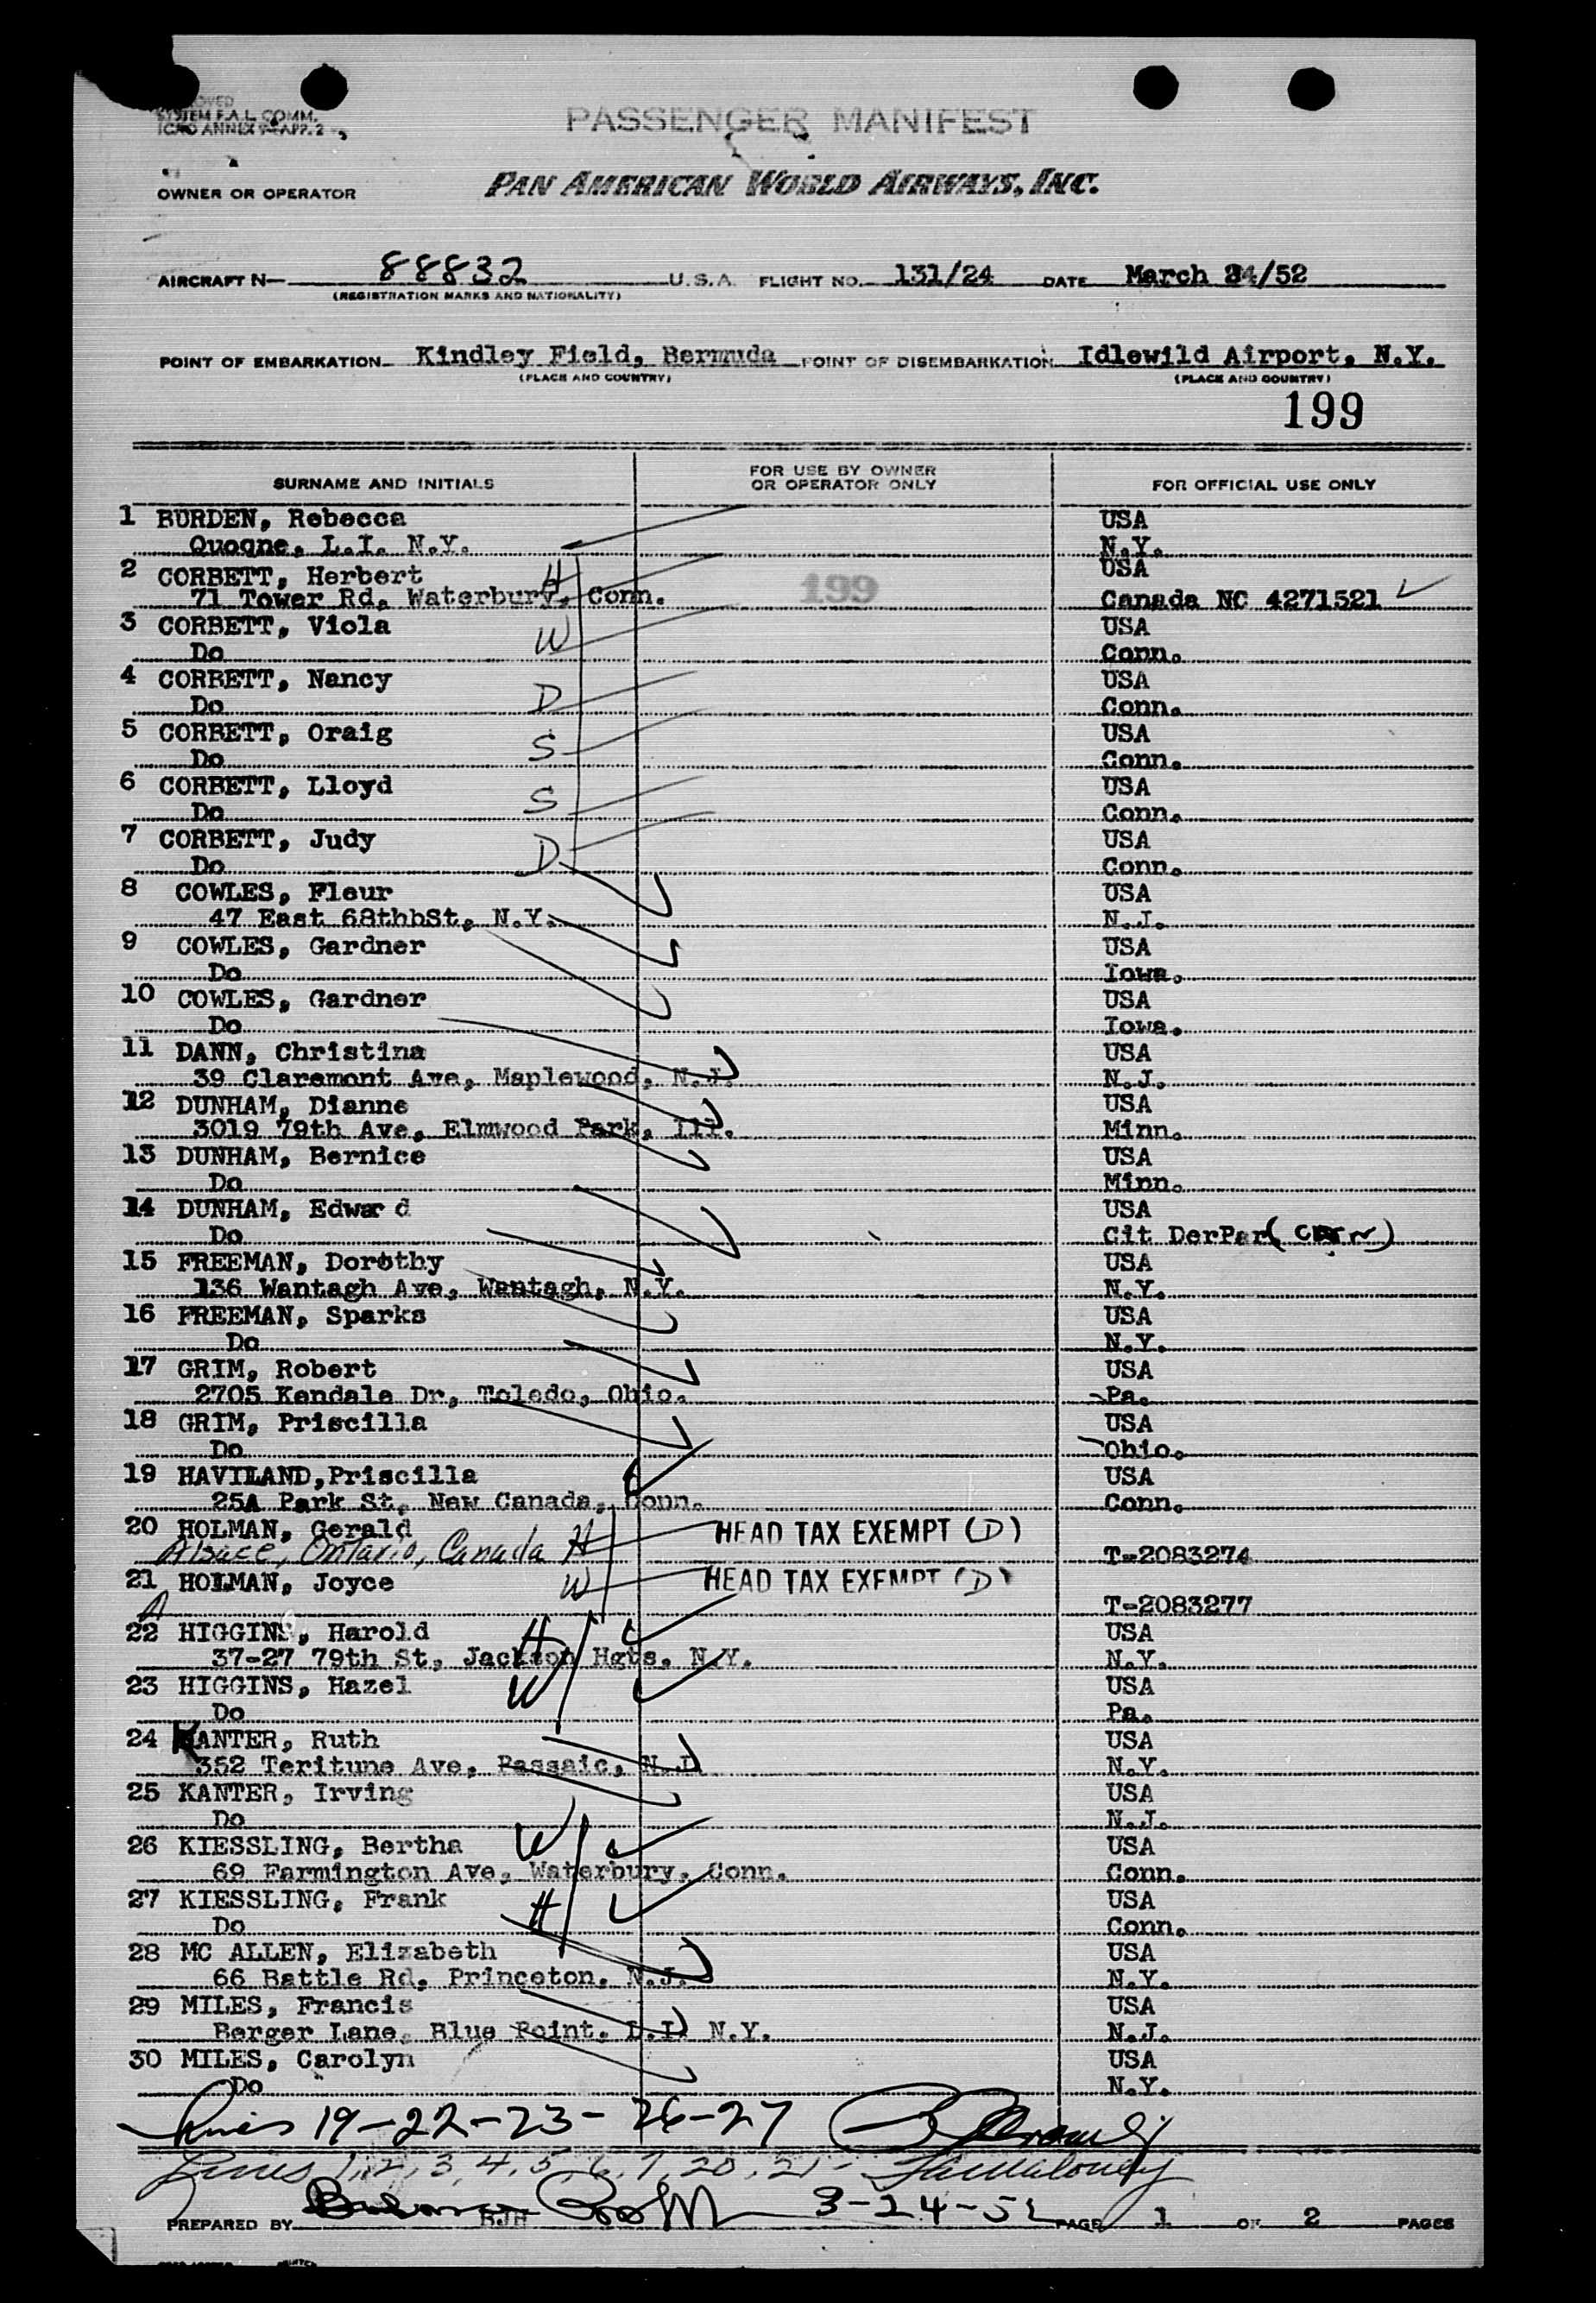 SYSTEM F.A.L. COMM.
ICAO ANNEX 9-APP. 2
PASSENGER MANIFEST
OWNER OR OPERATOR PAN AMERICAN WORLD AIRWAYS, INC.
AIRCRAFT N— 88832 U.S.A. FLIGHT NO. 131/24 DATE March 24/52
(REGISTRATION MARKS AND NATIONALITY)
POINT OF EMBARKATION Kindley Field, Bermuda POINT OF DISEMBARKATION Idlewild Airport, N.Y.
(PLACE AND COUNTRY) (PLACE AND COUNTRY)
199
SURNAME AND INITIALS FOR USE BY OWNER OR OPERATOR ONLY FOR OFFICIAL USE ONLY
1 BURDEN, Rebecca USA
Quogne, L.I. N.Y. N.Y.
2 CORBETT, Herbert H 199 USA
71 Tower Rd, Waterbury, Conn. Canada NC 4271521
3 CORBETT, Viola W USA
Do Conn.
4 CORBETT, Nancy D USA
Do Conn.
5 CORBETT, Oraig S USA
Do Conn.
6 CORBETT, Lloyd S USA
Do Conn.
7 CORBETT, Judy D USA
Do Conn.
8 COWLES, Fleur USA
47 East 68thhSt, N.Y. N.J.
9 COWLES, Gardner USA
Do Iowa.
10 COWLES, Gardner USA
Do Iowa.
11 DANN, Christina USA
39 Claremont Ave, Maplewood, N.J. N.J.
12 DUNHAM, Dianne USA
3019 79th Ave, Elmwood Park, Ill. Minn.
13 DUNHAM, Bernice USA
Do Minn.
14 DUNHAM, Edward USA
Do Cit DerPar
15 FREEMAN, Dorothy USA
136 Wantagh Ave, Wantagh, N.Y. N.Y.
16 FREEMAN, Sparks USA
Do N.Y.
17 GRIM, Robert USA
2705 Kendale Dr, Toledo, Ohio. Pa.
18 GRIM, Priscilla USA
Do Ohio.
19 HAVILAND,Priscilla USA
25A Park St, New Canada, Conn. Conn.
20 HOLMAN, Gerald HEAD TAX EXEMPT (D)
Ontario, Canada H T-2083274
21 HOLMAN, Joyce W HEAD TAX EXEMPT (D)
T-2083277
22 HIGGINS, Harold H USA
37-27 79th St, Jackson Hgts, N.Y. N.Y.
23 HIGGINS, Hazel W USA
Do Pa.
24 KANTER, Ruth USA
352 Teritune Ave, Passaic, N.J. N.Y.
25 KANTER, Irving USA
Do N.J.
26 KIESSLING, Bertha W USA
69 Farmington Ave, Waterbury, Conn. Conn.
27 KIESSLING, Frank H USA
Do Conn.
28 MC ALLEN, Elizabeth USA
66 Battle Rd, Princeton, N.J. N.Y.
29 MILES, Francis USA
Berger Lane, Blue Point, L.I. N.Y. N.J.
30 MILES, Carolyn USA
Do N.Y.
Lines 19-22-23-26-27
Lines 1, 2, 3, 4, 5, 6, 7, 20, 21
PREPARED BY BJH 3-24-52 PAGE 1 OF 2 PAGES